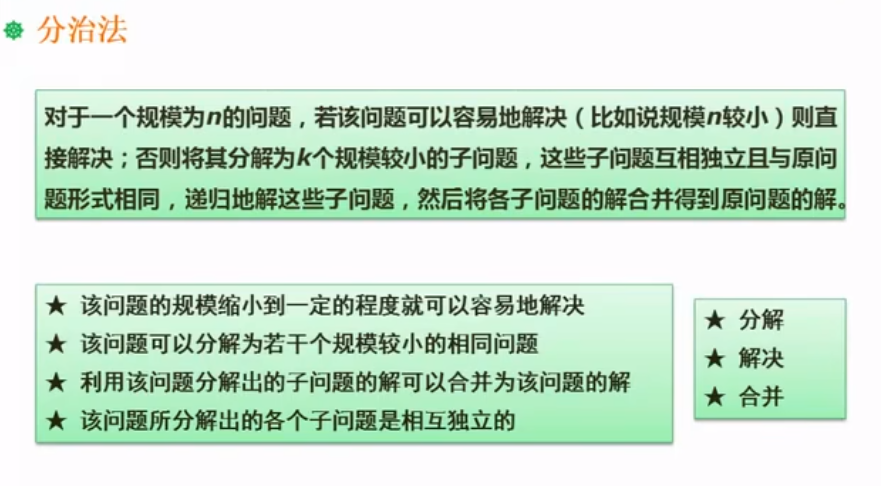 分治法
对于一个规模为n的问题，若该问题可以容易地解决（比如说规模n较小）则直
接解决；否则将其分解为k个规模较小的子问题，这些子问题互相独立且与原问
题形式相同，递归地解这些子问题，然后将各子问题的解合并得到原问题的解。
★ 该问题的规模缩小到一定的程度就可以容易地解决
★ 该问题可以分解为若干个规模较小的相同问题
★ 利用该问题分解出的子问题的解可以合并为该问题的解
★ 该问题所分解出的各个子问题是相互独立的
★ 分解
★ 解决
★ 合并